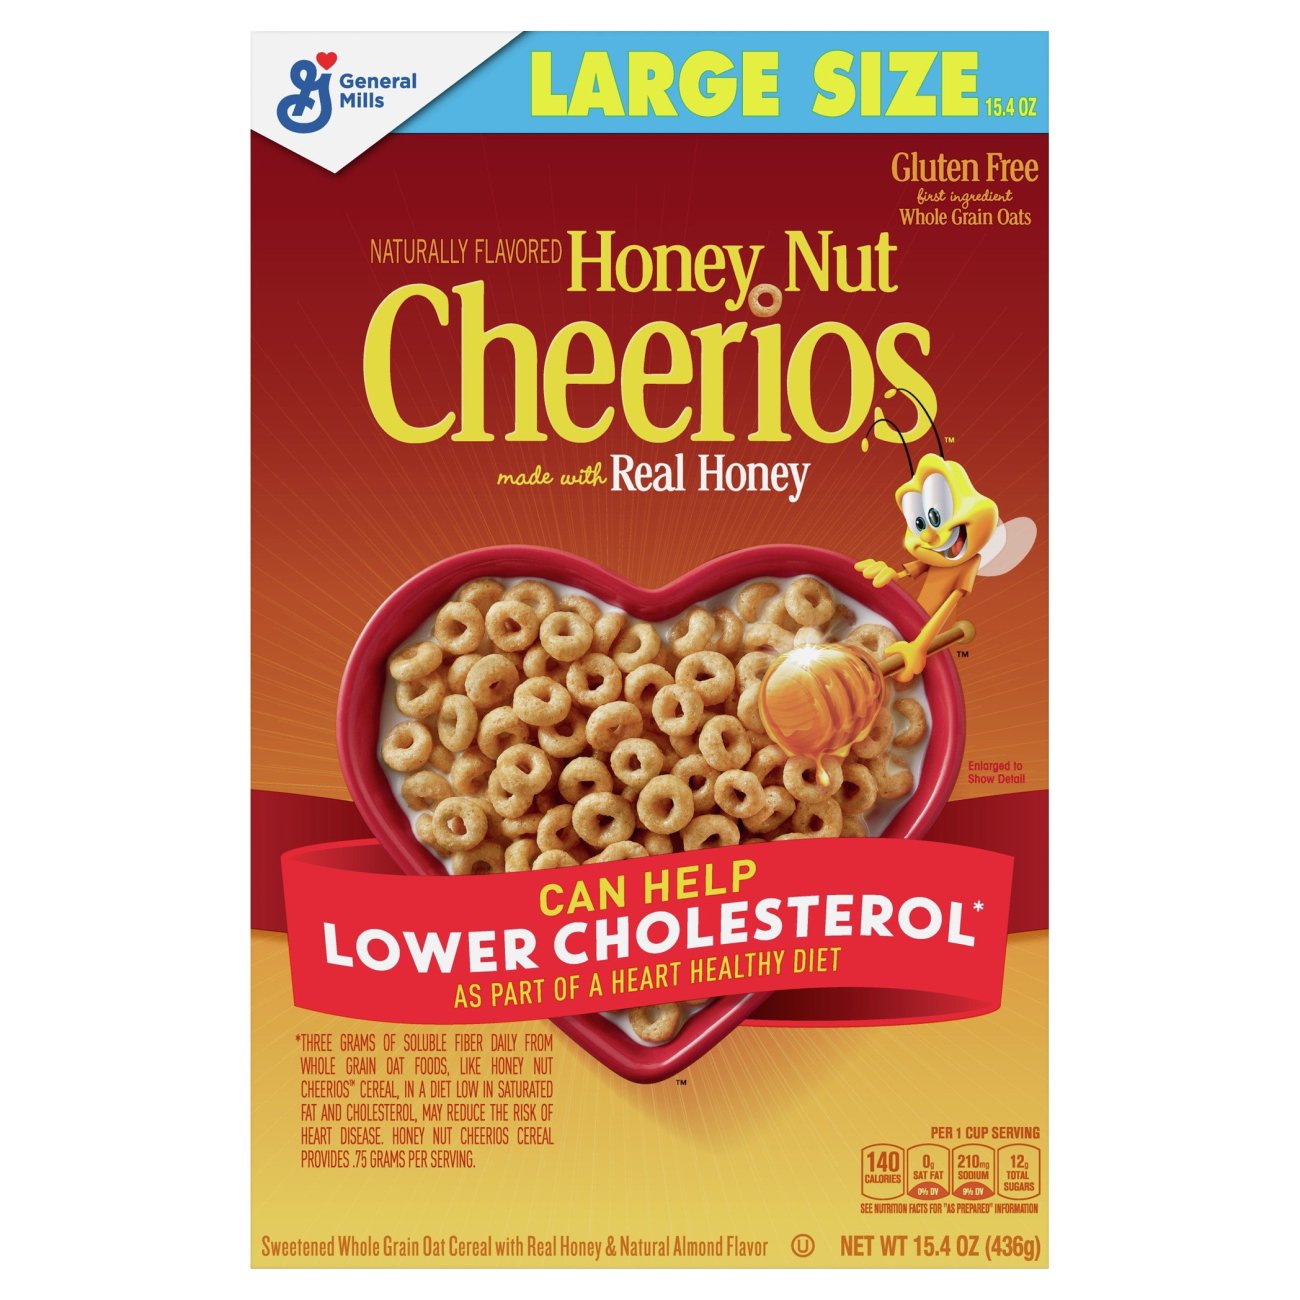 General
Mills
LARGE SIZE 15.4 OZ
Gluten Free
first ingredient
Whole Grain Oats
NATURALLY FLAVORED Honey Nut
Cheerios™
made with Real Honey
™
Enlarged to
Show Detail
CAN HELP
LOWER CHOLESTEROL*
AS PART OF A HEART HEALTHY DIET
™
*THREE GRAMS OF SOLUBLE FIBER DAILY FROM
WHOLE GRAIN OAT FOODS, LIKE HONEY NUT
CHEERIOS™ CEREAL, IN A DIET LOW IN SATURATED
FAT AND CHOLESTEROL, MAY REDUCE THE RISK OF
HEART DISEASE. HONEY NUT CHEERIOS CEREAL
PROVIDES .75 GRAMS PER SERVING.
PER 1 CUP SERVING
140 CALORIES
0g SAT FAT 0% DV
210mg SODIUM 9% DV
12g TOTAL SUGARS
SEE NUTRITION FACTS FOR "AS PREPARED" INFORMATION
Sweetened Whole Grain Oat Cereal with Real Honey & Natural Almond Flavor
U
NET WT 15.4 OZ (436g)